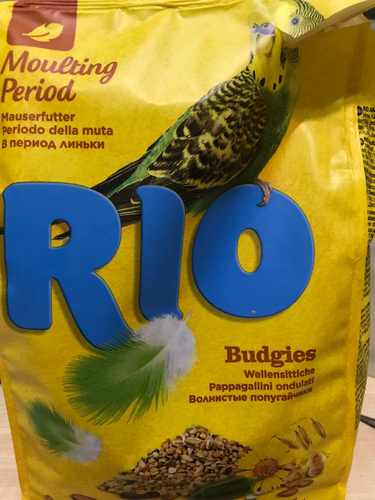 Moulting
Period
Mauserfutter
Periodo della muta
В период линьки
RIO
Budgies
Wellensittiche
Pappagallini ondulati
Волнистые попугайчики